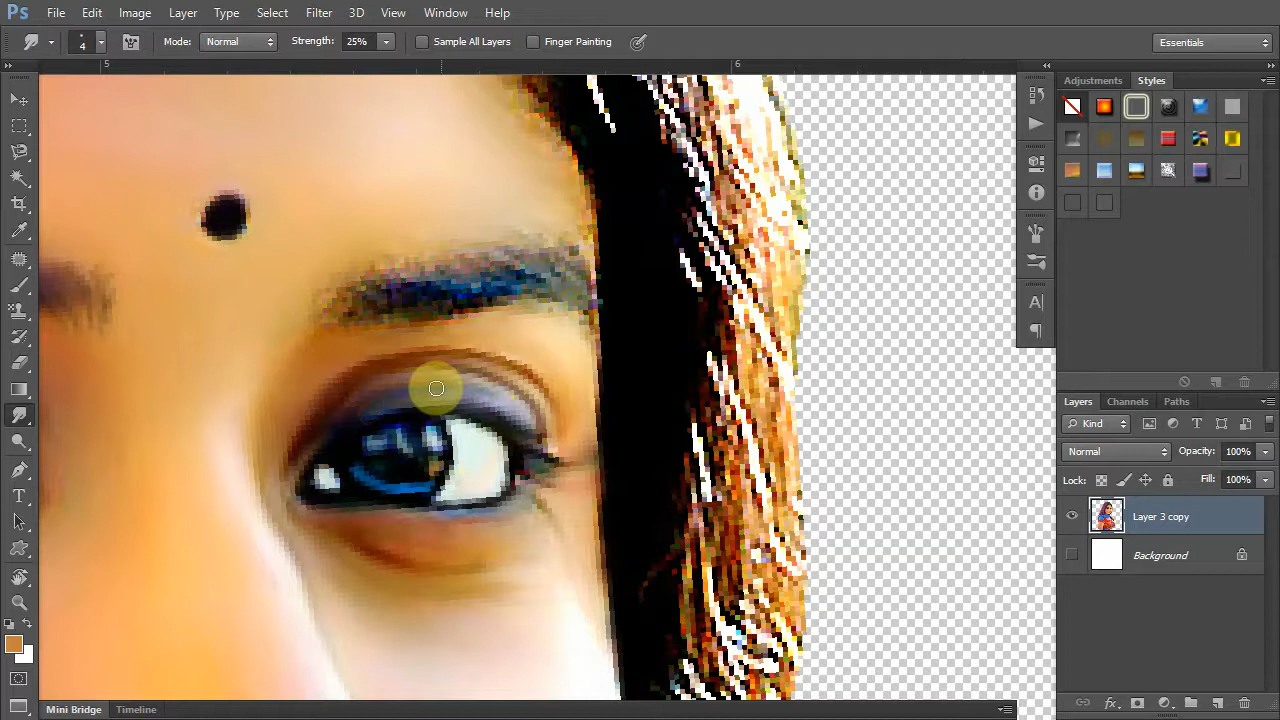 Ps File Edit Image Layer Type Select Filter 3D View Window Help
4 Mode: Normal Strength: 25% Sample All Layers Finger Painting Essentials
5 6
Adjustments Styles
Layers Channels Paths
Kind
Normal Opacity: 100%
Lock: Fill: 100%
Layer 3 copy
Background
Mini Bridge Timeline